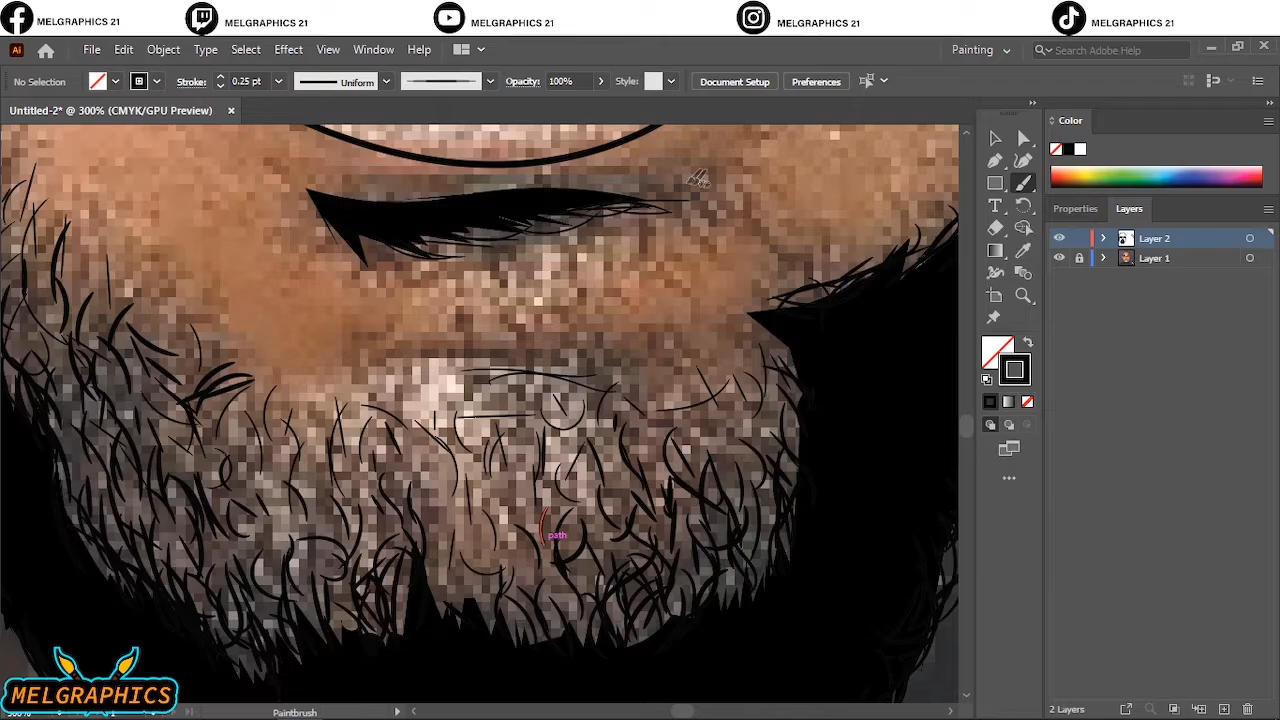 MELGRAPHICS 21 MELGRAPHICS 21 MELGRAPHICS 21 MELGRAPHICS 21 MELGRAPHICS 21
Ai File Edit Object Type Select Effect View Window Help Painting Search Adobe Help
No Selection Stroke: 0.25 pt Uniform Opacity: 100% Style: Document Setup Preferences
Untitled-2* @ 300% (CMYK/GPU Preview)
Color
Properties Layers
Layer 2
Layer 1
path
MELGRAPHICS
Paintbrush
2 Layers